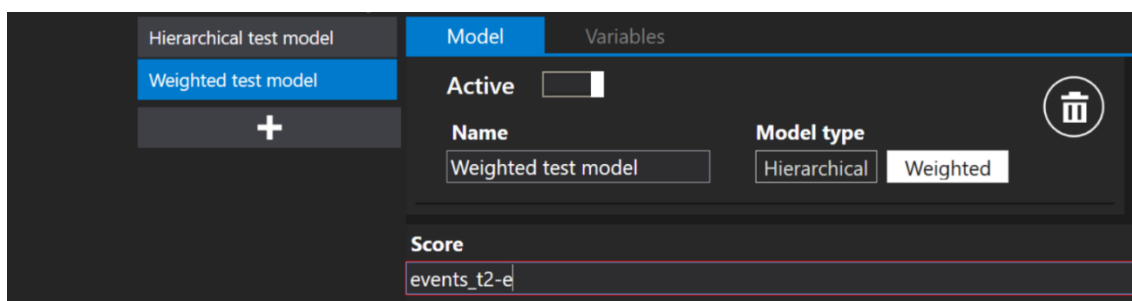 Hierarchical test model
Weighted test model
Model Variables
Active
Name Model type
Weighted test model Hierarchical Weighted
Score
events_t2-e